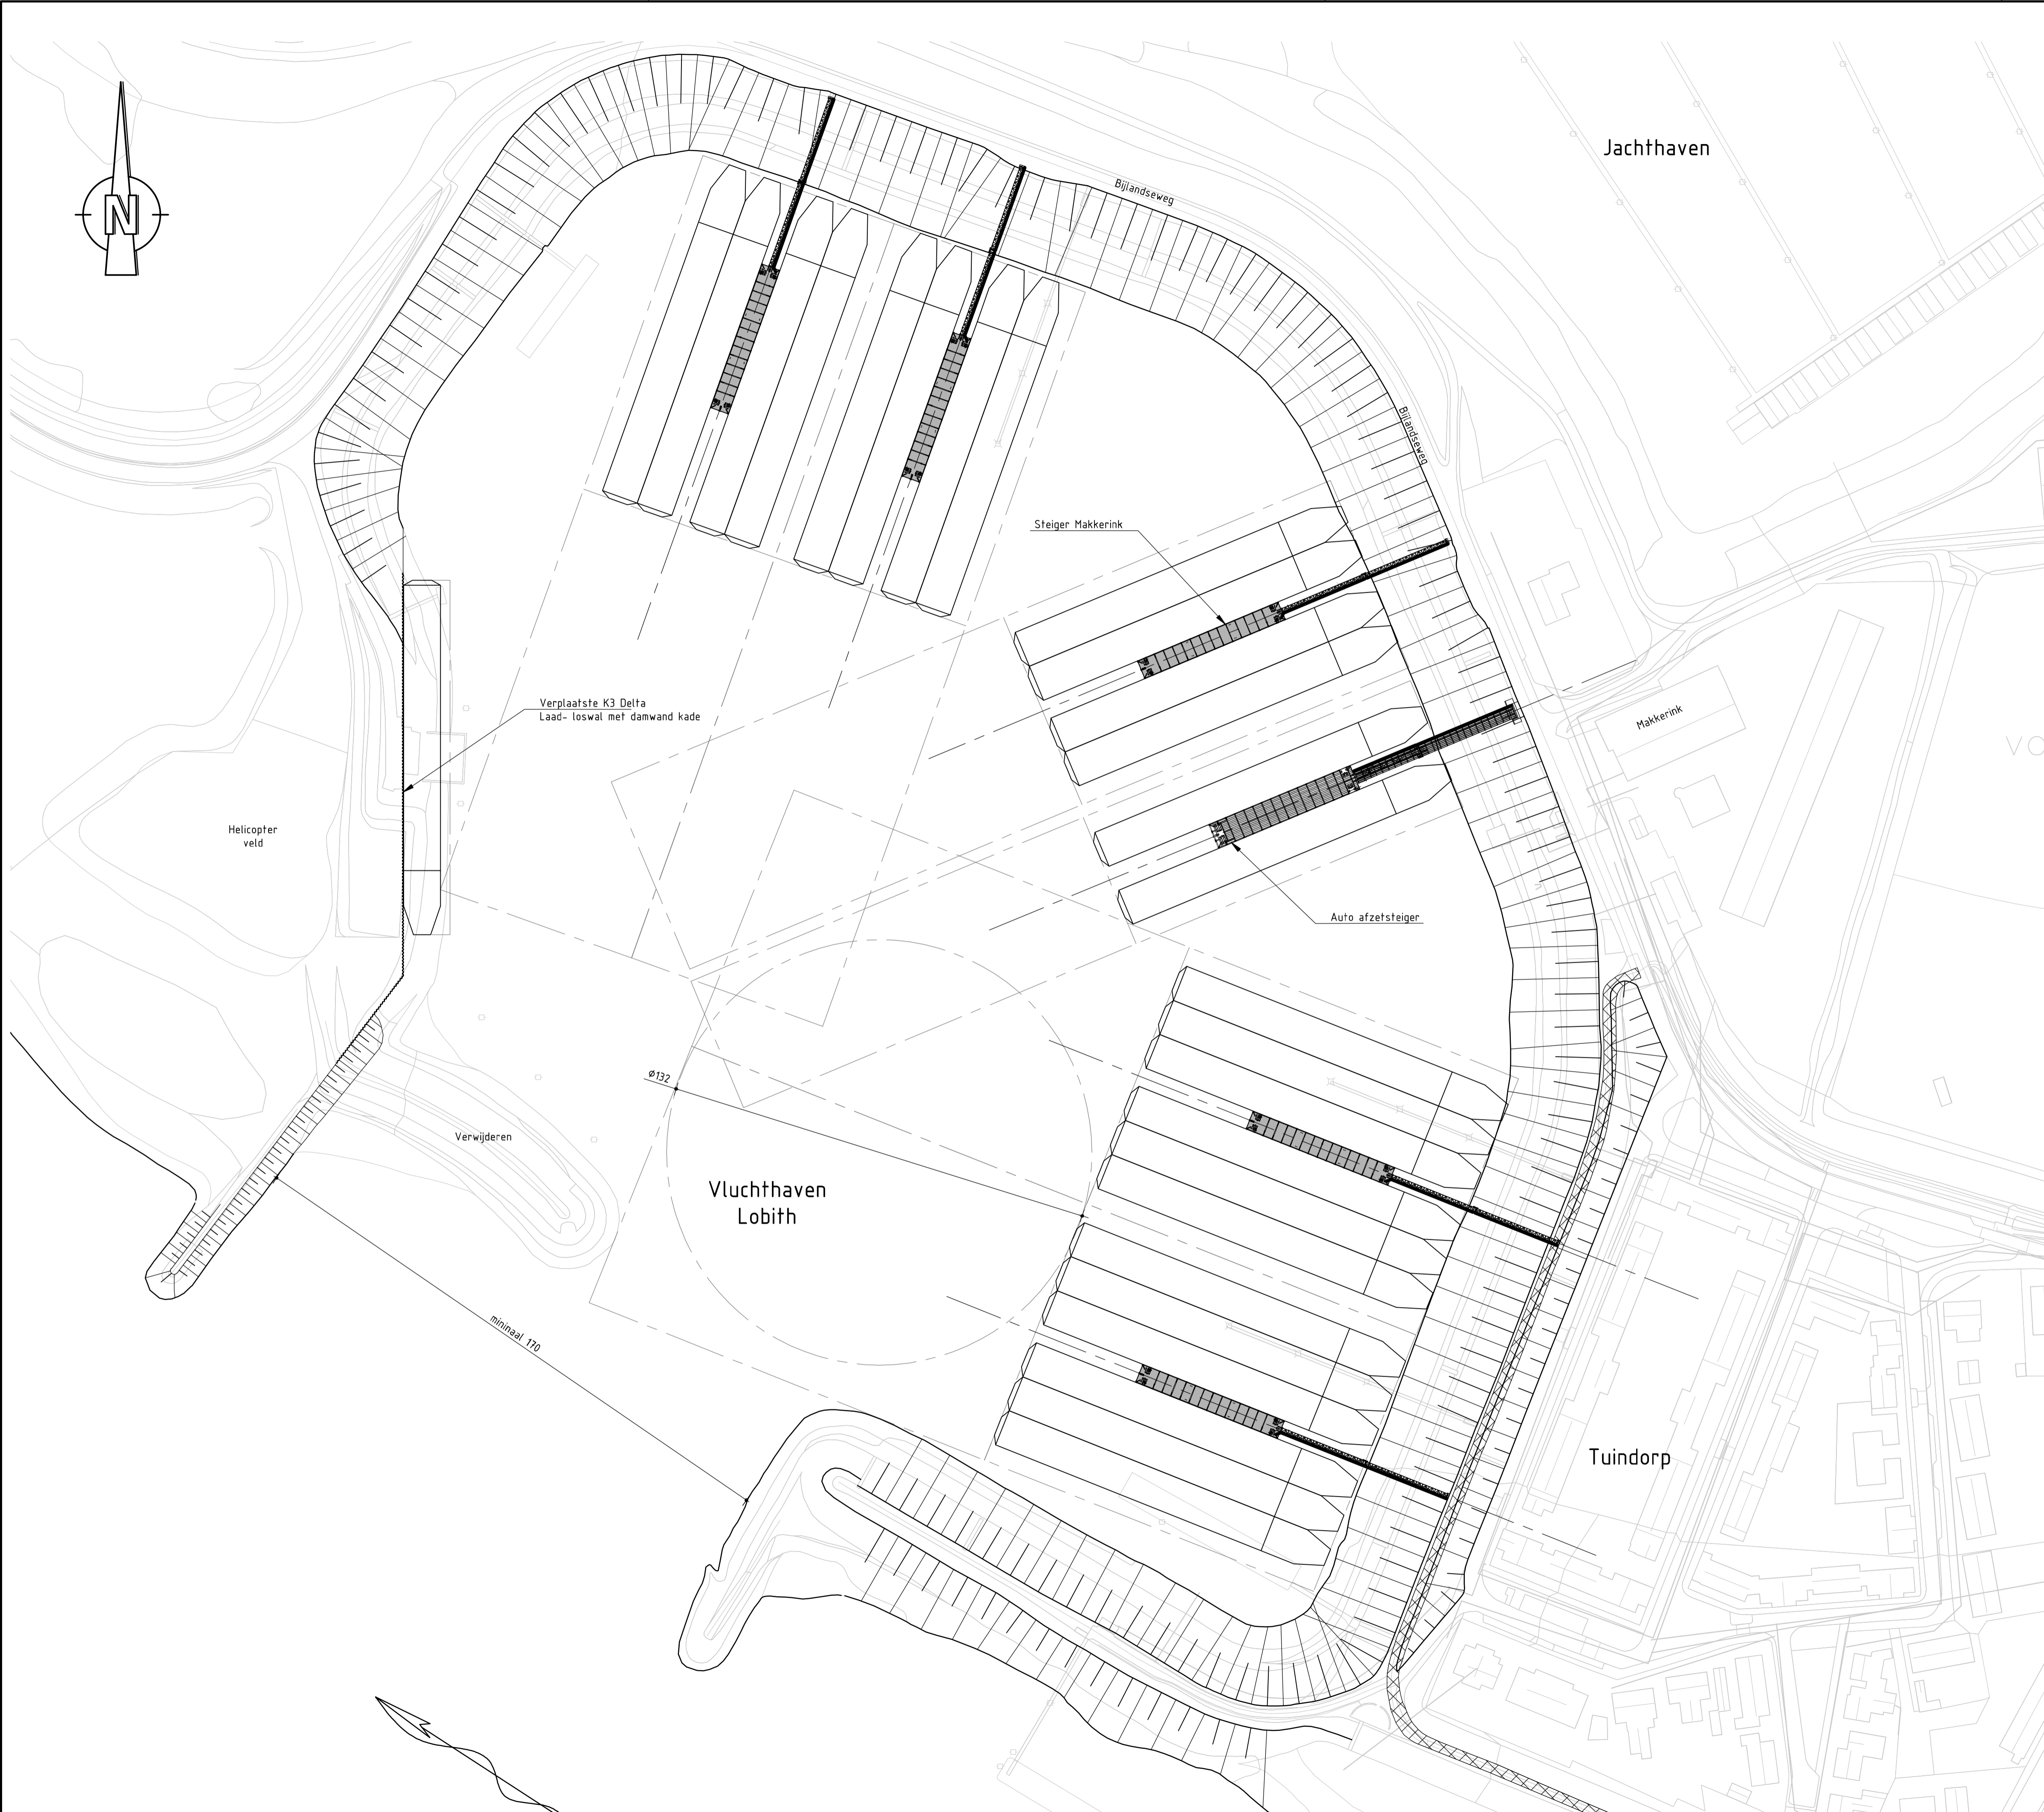 Jachthaven
N
Bijlandseweg
Bijlandseweg
Steiger Makkerink
Verplaatste K3 Delta
Laad- loswal met damwand kade
Makkerink
Helicopter
veld
Auto afzetsteiger
ø132
Verwijderen
Vluchthaven
Lobith
mininaal 170
Tuindorp